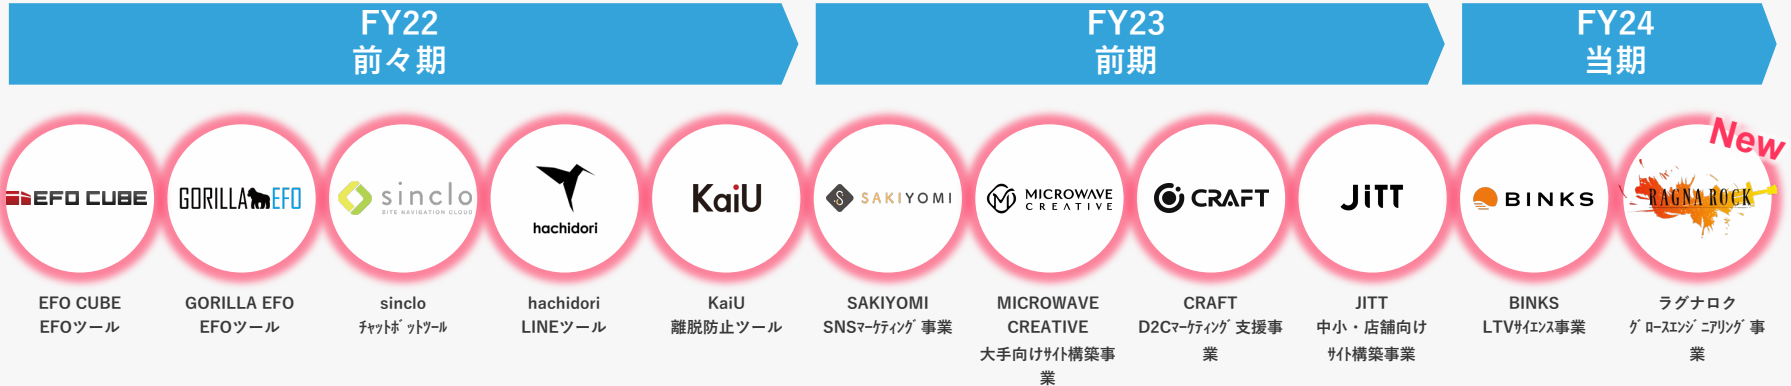 FY22
前々期
FY23
前期
FY24
当期
New
EFO CUBE
GORILLA EFO
sinclo
SITE NAVIGATION CLOUD
hachidori
KaiU
SAKIYOMI
MICROWAVE
CREATIVE
CRAFT
JiTT
BINKS
RAGNA ROCK
EFO CUBE
EFOツール
GORILLA EFO
EFOツール
sinclo
ﾁｬｯﾄﾎﾞｯﾄﾂｰﾙ
hachidori
LINEツール
KaiU
離脱防止ツール
SAKIYOMI
SNSﾏｰｹﾃｨﾝｸﾞ事業
MICROWAVE
CREATIVE
大手向けｻｲﾄ構築事
業
CRAFT
D2Cﾏｰｹﾃｨﾝｸﾞ支援事
業
JITT
中小・店舗向け
ｻｲﾄ構築事業
BINKS
LTVｻｲｴﾝｽ事業
ラグナロク
ｸﾞﾛｰｽｴﾝｼﾞﾆｱﾘﾝｸﾞ事
業